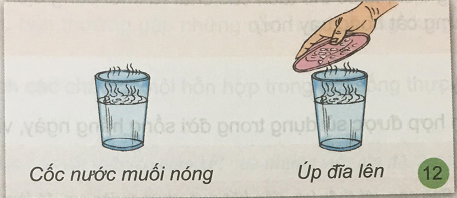 Cốc nước muối nóng
Úp đĩa lên
12